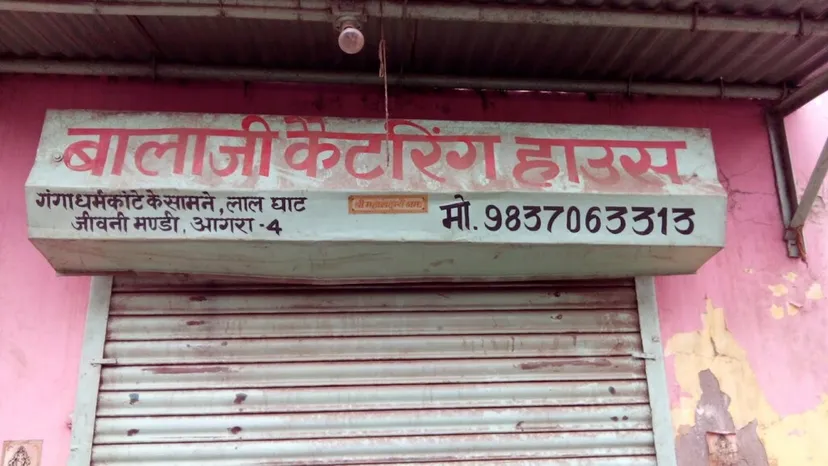 बालाजी कैटरिंग हाउस
गंगाधर्मकांटे के सामने, लाल घाट
जीवनी मण्डी, आगरा-4
मो. 9837063313